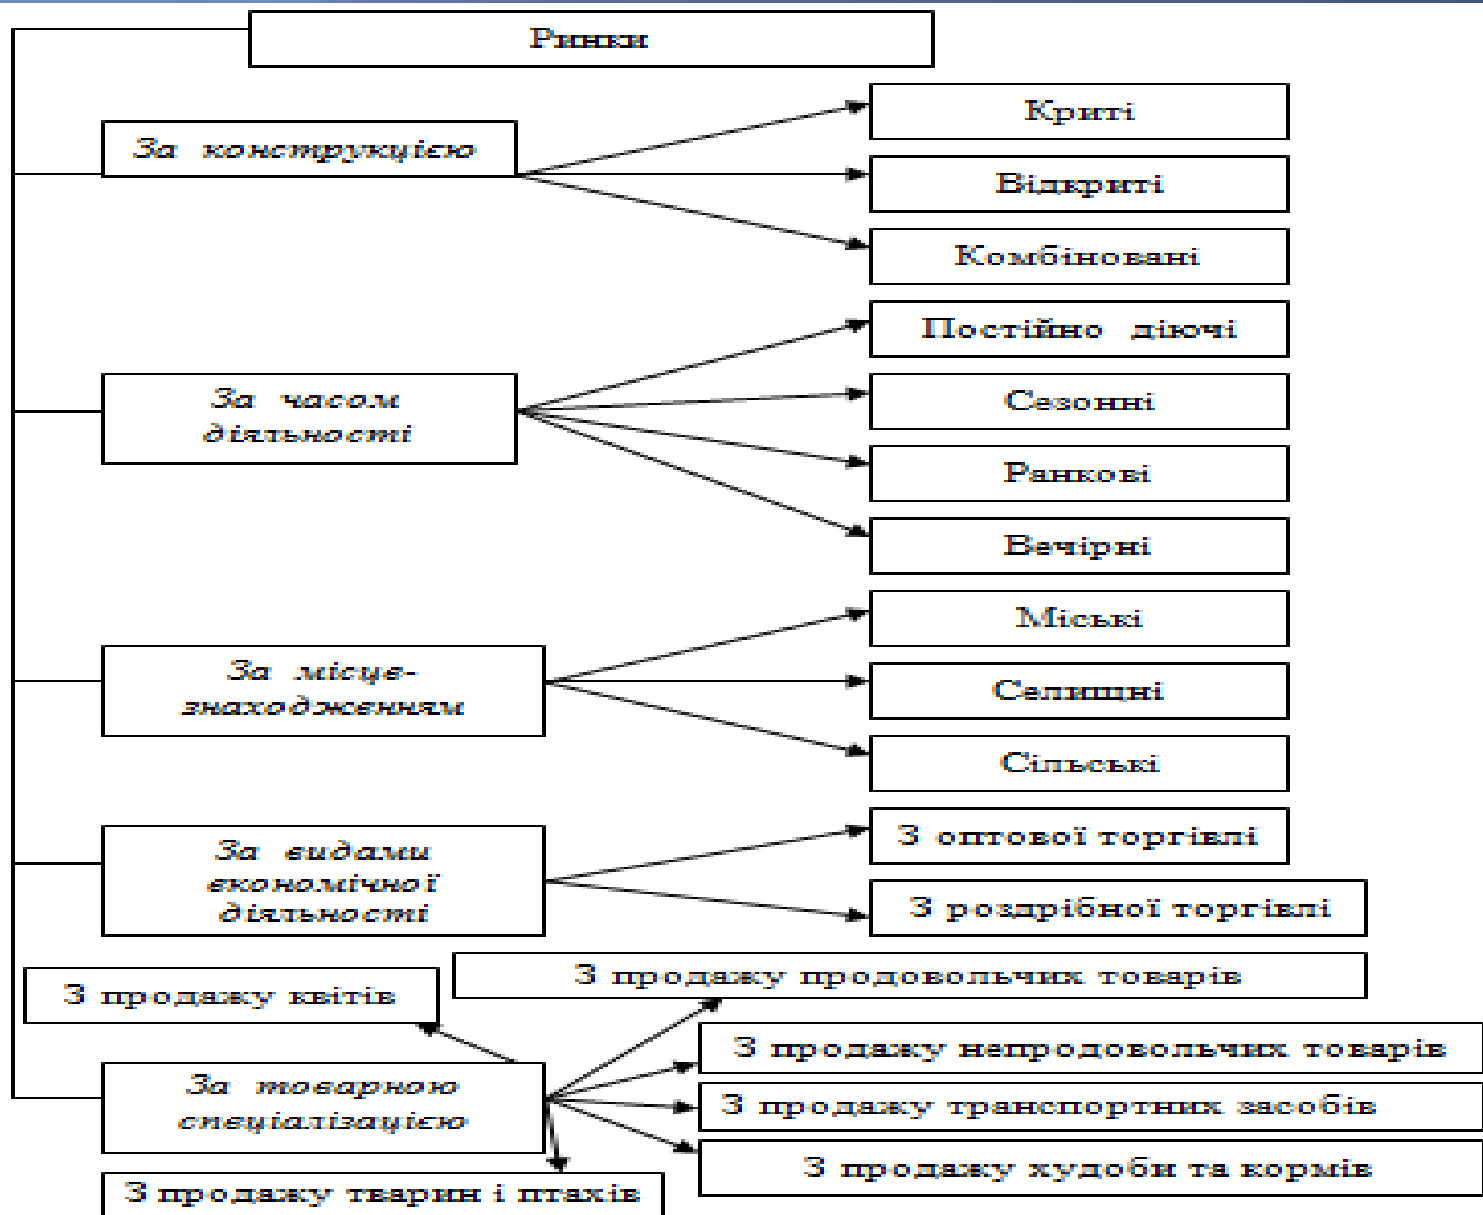 Ринки
За конструкцією
Криті
Відкриті
Комбіновані
За часом
діяльності
Постійно діючі
Сезонні
Ранкові
Вечірні
За місце-
знаходженням
Міські
Селищні
Сільські
За видами
економічної
діяльності
З оптової торгівлі
З роздрібної торгівлі
З продажу квітів
З продажу продовольчих товарів
За товарною
спеціалізацією
З продажу непродовольчих товарів
З продажу транспортних засобів
З продажу худоби та кормів
З продажу тварин і птахів